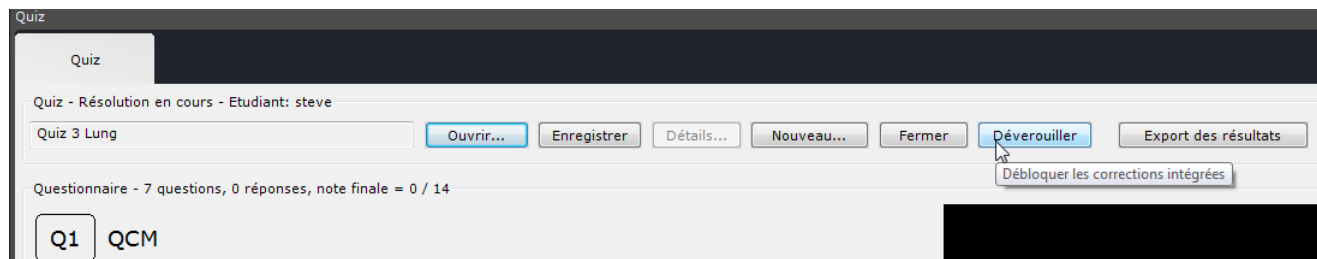 Quiz
Quiz
Quiz - Résolution en cours - Etudiant: steve
Quiz 3 Lung Ouvrir... Enregistrer Détails... Nouveau... Fermer Déverouiller Export des résultats
Débloquer les corrections intégrées
Questionnaire - 7 questions, 0 réponses, note finale = 0 / 14
Q1 QCM